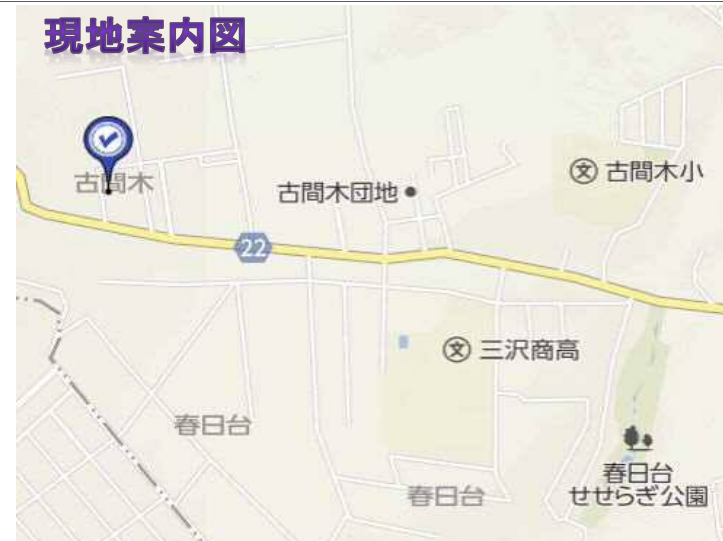 現地案内図
古間木
古間木団地
古間木小
22
三沢商高
春日台
春日台
春日台
せせらぎ公園